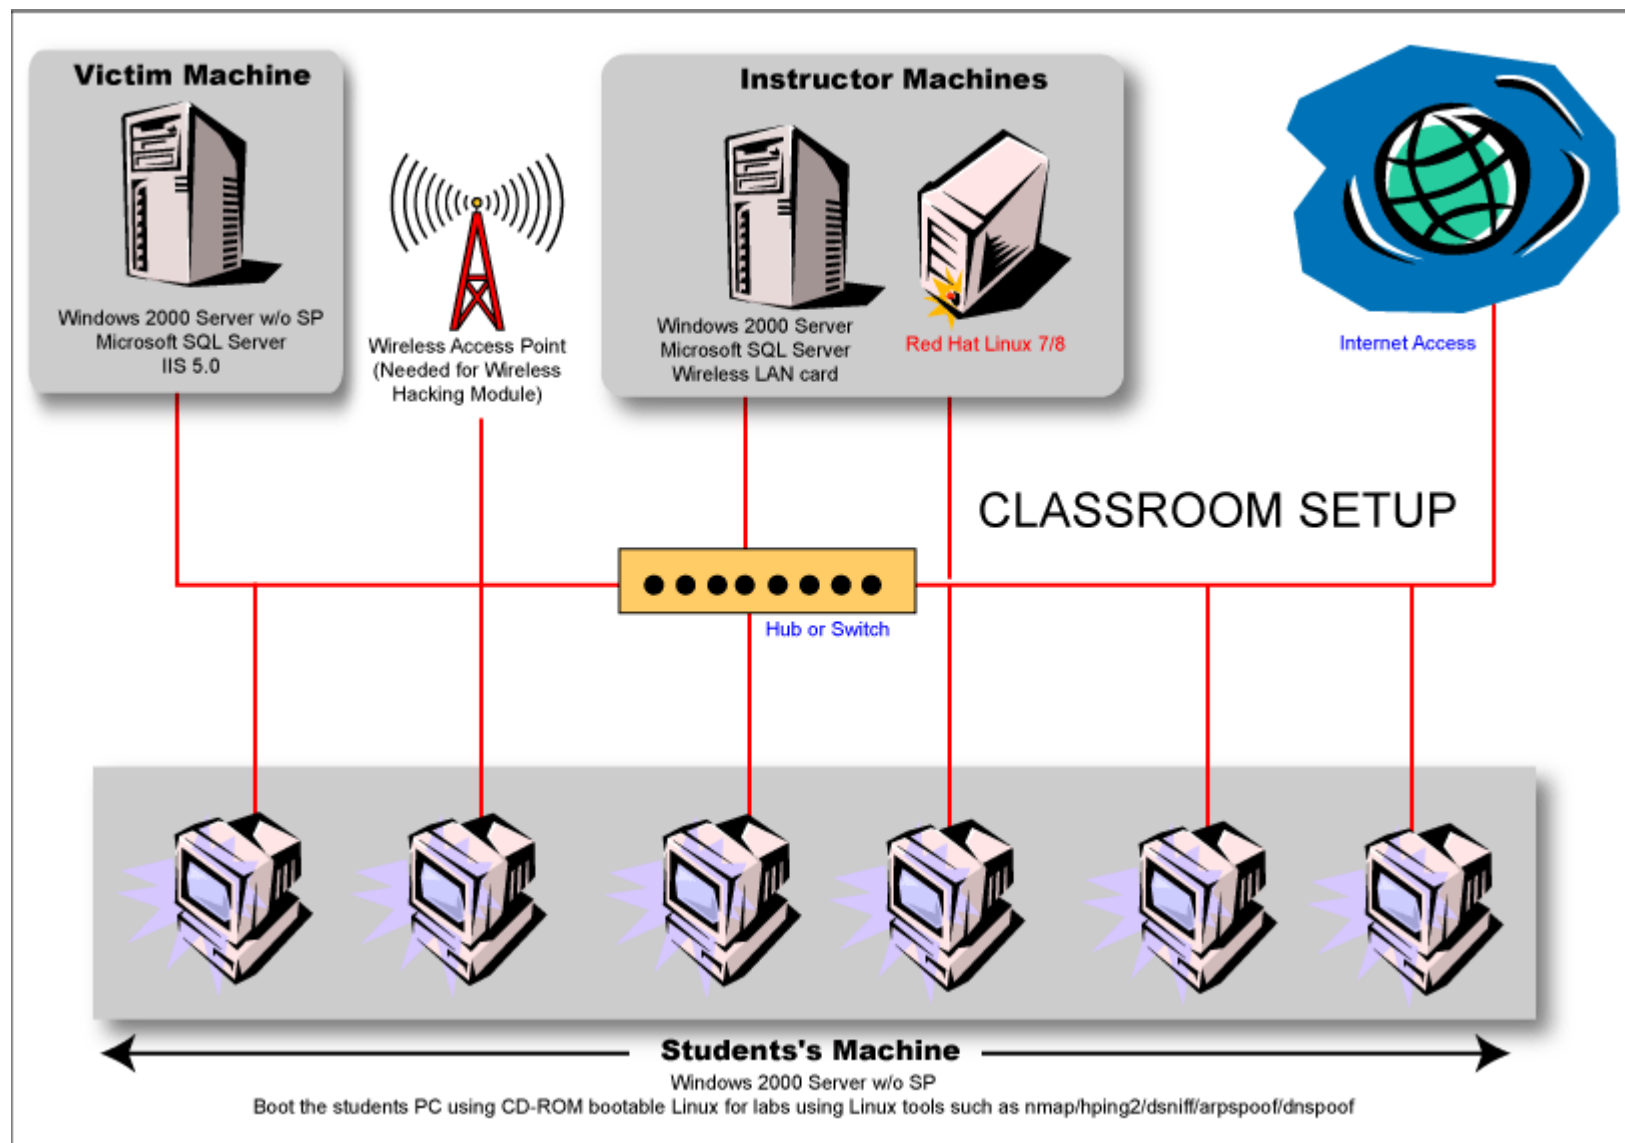 Victim Machine
Windows 2000 Server w/o SP
Microsoft SQL Server
IIS 5.0
Wireless Access Point
(Needed for Wireless
Hacking Module)
Instructor Machines
Windows 2000 Server
Microsoft SQL Server
Wireless LAN card
Red Hat Linux 7/8
Internet Access
CLASSROOM SETUP
Hub or Switch
Students's Machine
Windows 2000 Server w/o SP
Boot the students PC using CD-ROM bootable Linux for labs using Linux tools such as nmap/hping2/dsniff/arpspoof/dnspoof